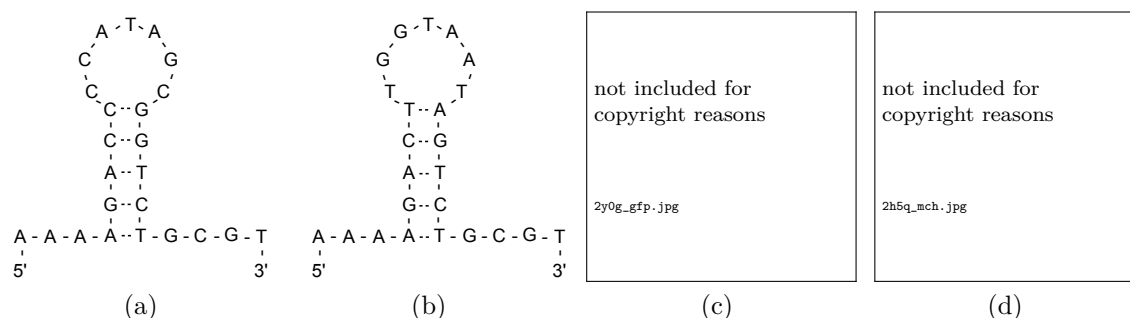 A T A
C G
C C
C G
C G
A T
G C
A-A-A-A T-G-C-G-T
5' 3'
(a)
G T A
G A
T T
T A
C G
A T
G C
A-A-A-A T-G-C-G-T
5' 3'
(b)
not included for
copyright reasons
2y0g_gfp.jpg
(c)
not included for
copyright reasons
2h5q_mch.jpg
(d)